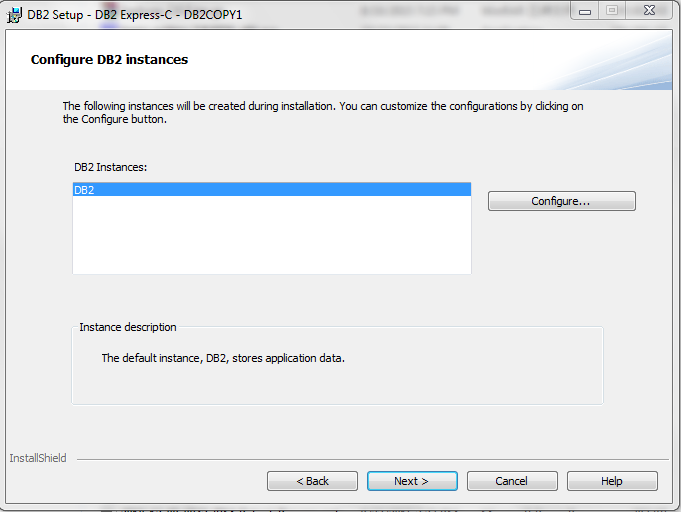 DB2 Setup - DB2 Express-C - DB2COPY1
Configure DB2 instances
The following instances will be created during installation. You can customize the configurations by clicking on
the Configure button.
DB2 Instances:
DB2
Configure...
Instance description
The default instance, DB2, stores application data.
InstallShield
< Back
Next >
Cancel
Help